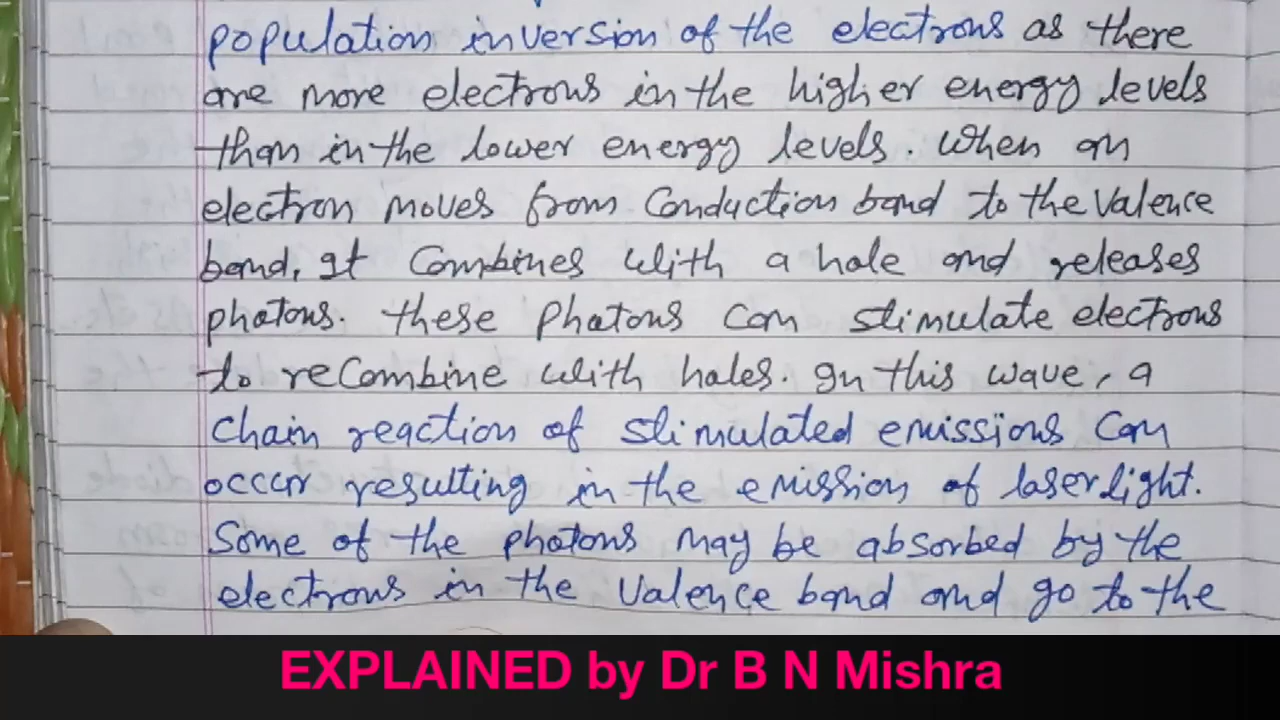 population inversion of the electrons as there
are more electrons in the higher energy levels
than in the lower energy levels. When an
electron moves from Conduction band to the Valence
band, It Combines with a hole and releases
photons. These Photons can stimulate electrons
to reCombine with holes. In this wave, a
Chain reaction of stimulated emissions Can
occur resulting in the emission of laser light.
Some of the photons may be absorbed by the
electrons in the Valence band and go to the
EXPLAINED by Dr B N Mishra